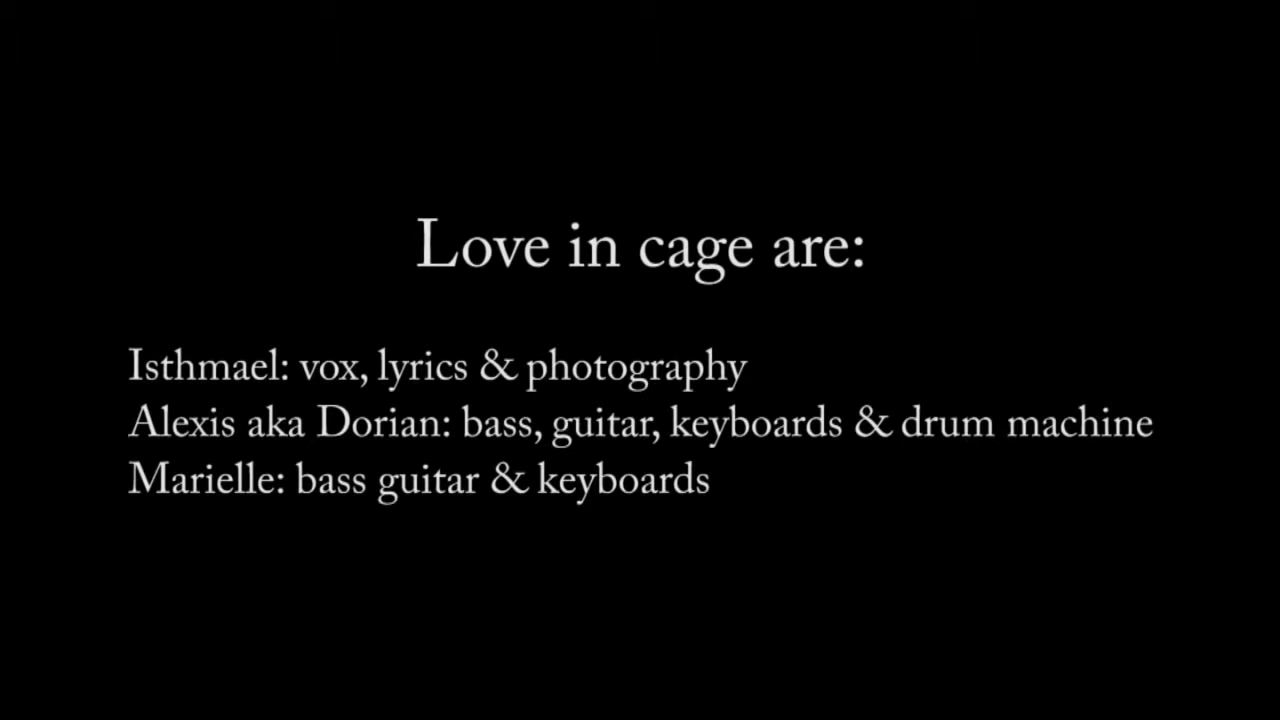 Love in cage are:
Isthmael: vox, lyrics & photography
Alexis aka Dorian: bass, guitar, keyboards & drum machine
Marielle: bass guitar & keyboards